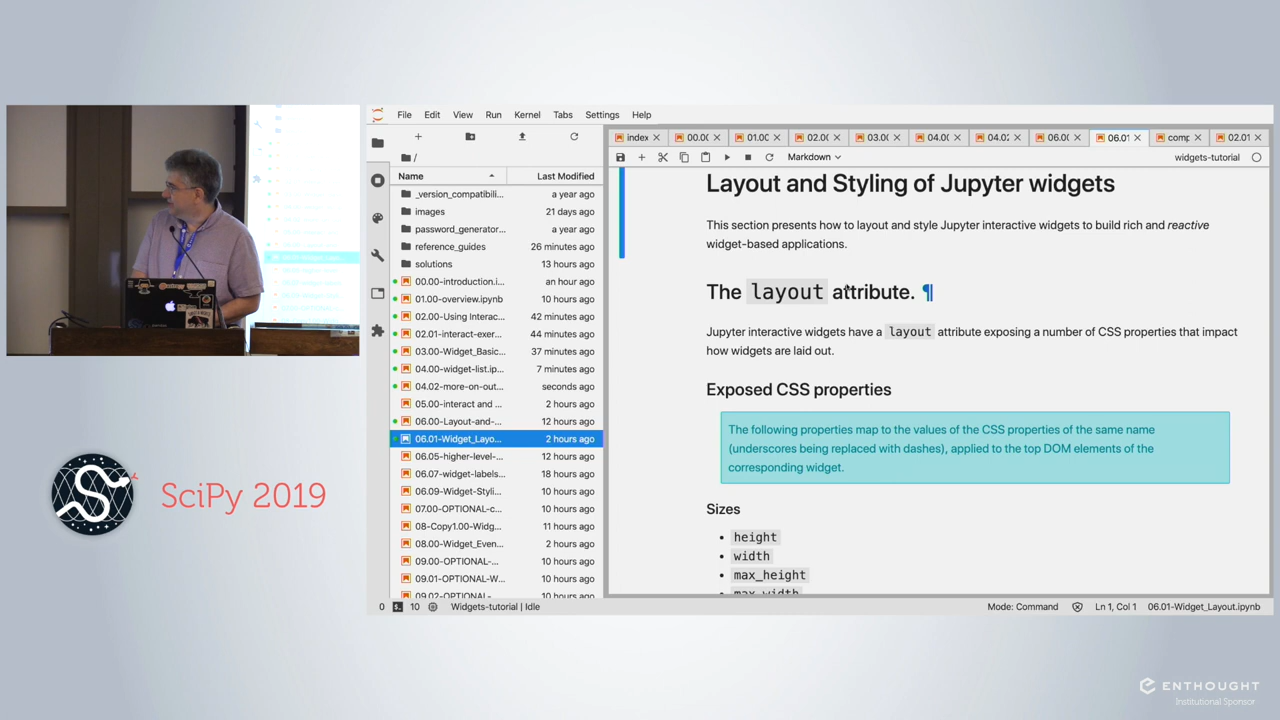 File Edit View Run Kernel Tabs Settings Help
index 00.00 01.00 02.00 03.00 04.00 04.02 06.00 06.01 comp 02.01
Markdown
widgets-tutorial
/
Name Last Modified
_version_compatibili... a year ago
images 21 days ago
password_generator... a year ago
reference_guides 26 minutes ago
solutions 13 hours ago
00.00-introduction.i... an hour ago
01.00-overview.ipynb 10 hours ago
02.00-Using Interac... 42 minutes ago
02.01-interact-exer... 44 minutes ago
03.00-Widget_Basic... 37 minutes ago
04.00-widget-list.ip... 7 minutes ago
04.02-more-on-out... seconds ago
05.00-interact and ... 2 hours ago
06.00-Layout-and-... 12 hours ago
06.01-Widget_Layo... 2 hours ago
06.05-higher-level-... 12 hours ago
06.07-widget-labels... 18 hours ago
06.09-Widget-Styli... 10 hours ago
07.00-OPTIONAL-c... 10 hours ago
08-Copy1.00-Widg... 11 hours ago
08.00-Widget_Even... 2 hours ago
09.00-OPTIONAL-... 10 hours ago
09.01-OPTIONAL-W... 10 hours ago
09.02-OPTIONAL-... 10 hours ago
Layout and Styling of Jupyter widgets
This section presents how to layout and style Jupyter interactive widgets to build rich and reactive
widget-based applications.
The layout attribute. ¶
Jupyter interactive widgets have a layout attribute exposing a number of CSS properties that impact
how widgets are laid out.
Exposed CSS properties
The following properties map to the values of the CSS properties of the same name
(underscores being replaced with dashes), applied to the top DOM elements of the
corresponding widget.
Sizes
• height
• width
• max_height
• max_width
0 10 Widgets-tutorial | Idle
Mode: Command Ln 1, Col 1 06.01-Widget_Layout.ipynb
SciPy 2019
ENTHOUGHT
Institutional Sponsor